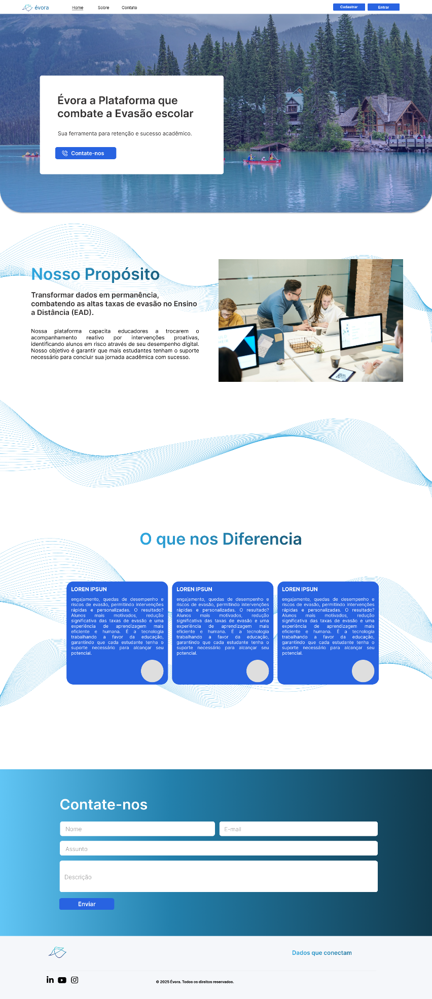 évora
Home
Sobre
Contato
Cadastrar
Entrar
Évora a Plataforma que
combate a Evasão escolar
Sua ferramenta para retenção e sucesso acadêmico.
Contate-nos
Nosso Propósito
Transformar dados em permanência,
combatendo as altas taxas de evasão no Ensino
a Distância (EAD).
Nossa plataforma capacita educadores a trocarem o
acompanhamento reativo por intervenções proativas,
identificando alunos em risco através de seu desempenho digital.
Nosso objetivo é garantir que mais estudantes tenham o suporte
necessário para concluir sua jornada acadêmica com sucesso.
O que nos Diferencia
LOREN IPSUN
engajamento, quedas de desempenho e
riscos de evasão, permitindo intervenções
rápidas e personalizadas. O resultado?
Alunos mais motivados, redução
significativa das taxas de evasão e uma
experiência de aprendizagem mais
eficiente e humana. É a tecnologia
trabalhando a favor da educação,
garantindo que cada estudante tenha o
suporte necessário para alcançar seu
potencial.
LOREN IPSUN
engajamento, quedas de desempenho e
riscos de evasão, permitindo intervenções
rápidas e personalizadas. O resultado?
Alunos mais motivados, redução
significativa das taxas de evasão e uma
experiência de aprendizagem mais
eficiente e humana. É a tecnologia
trabalhando a favor da educação,
garantindo que cada estudante tenha o
suporte necessário para alcançar seu
potencial.
LOREN IPSUN
engajamento, quedas de desempenho e
riscos de evasão, permitindo intervenções
rápidas e personalizadas. O resultado?
Alunos mais motivados, redução
significativa das taxas de evasão e uma
experiência de aprendizagem mais
eficiente e humana. É a tecnologia
trabalhando a favor da educação,
garantindo que cada estudante tenha o
suporte necessário para alcançar seu
potencial.
Contate-nos
Nome
E-mail
Assunto
Descrição
Enviar
Dados que conectam
© 2025 Évora. Todos os direitos reservados.